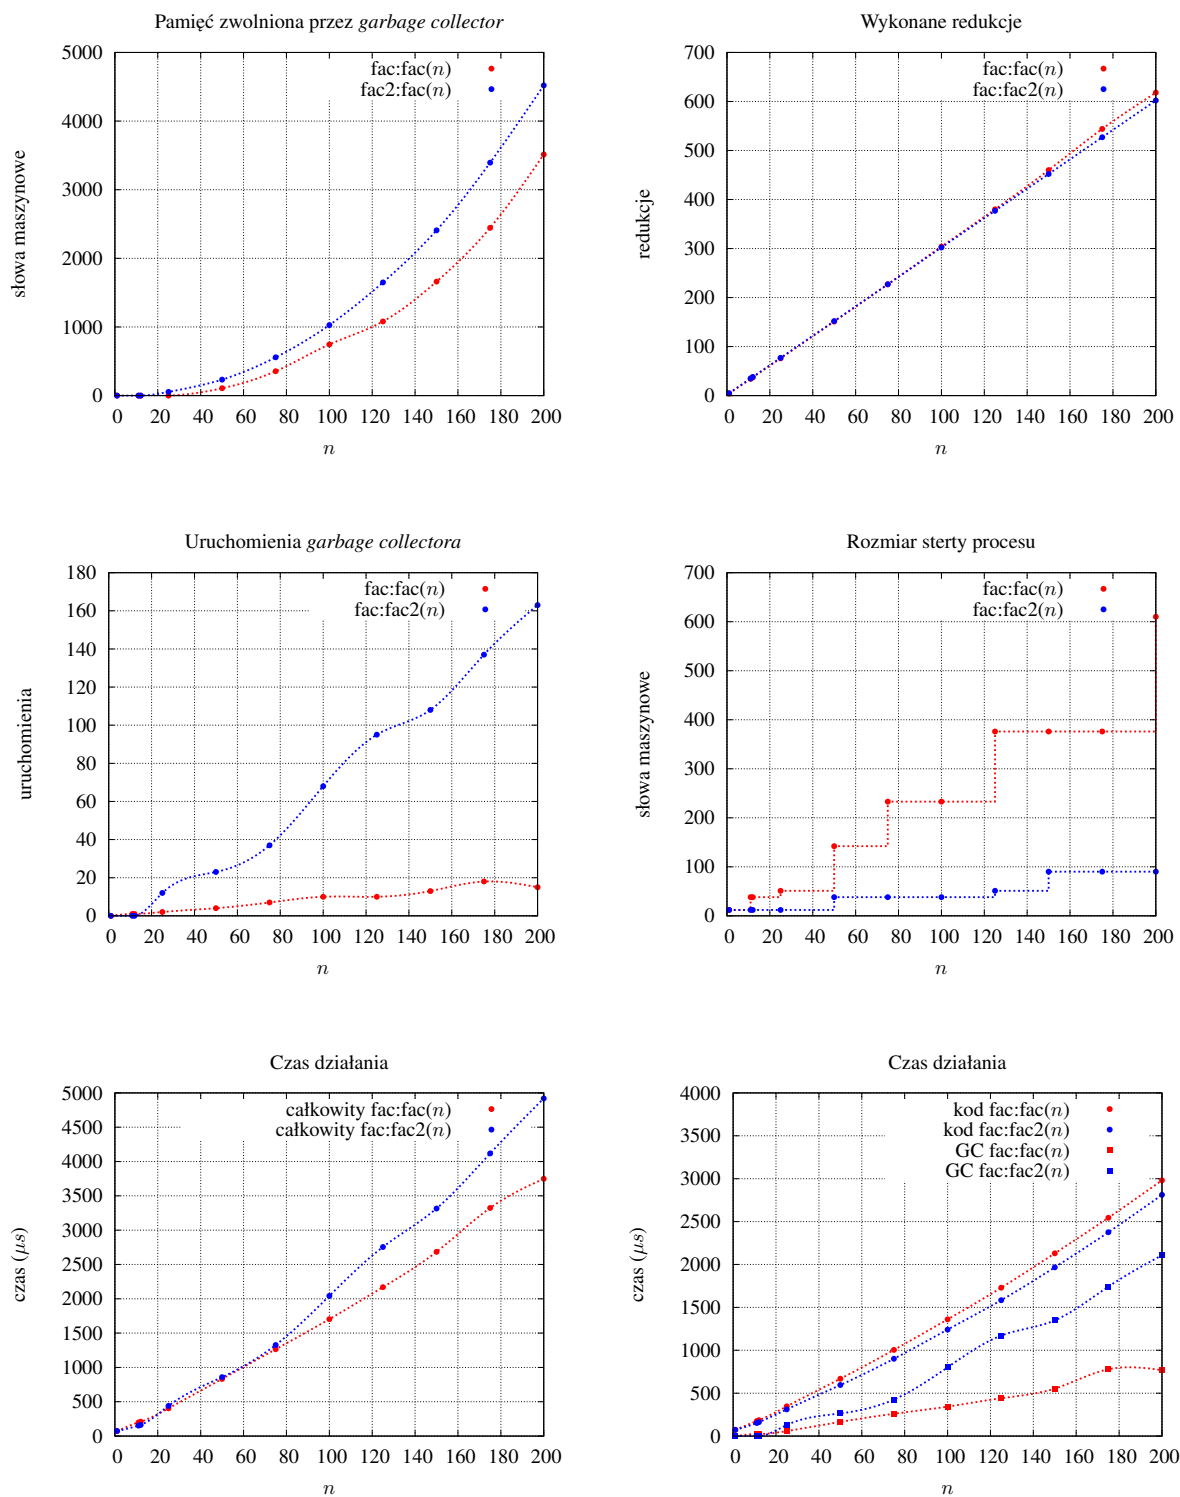 Pamięć zwolniona przez garbage collector
5000
4000
3000
2000
1000
0
0 20 40 60 80 100 120 140 160 180 200
słowa maszynowe
n
fac:fac(n)
fac2:fac(n)
Wykonane redukcje
700
600
500
400
300
200
100
0
0 20 40 60 80 100 120 140 160 180 200
redukcje
n
fac:fac(n)
fac:fac2(n)
Uruchomienia garbage collectora
180
160
140
120
100
80
60
40
20
0
0 20 40 60 80 100 120 140 160 180 200
uruchomienia
n
fac:fac(n)
fac:fac2(n)
Rozmiar sterty procesu
700
600
500
400
300
200
100
0
0 20 40 60 80 100 120 140 160 180 200
słowa maszynowe
n
fac:fac(n)
fac:fac2(n)
Czas działania
5000
4500
4000
3500
3000
2500
2000
1500
1000
500
0
0 20 40 60 80 100 120 140 160 180 200
czas (μs)
n
całkowity fac:fac(n)
całkowity fac:fac2(n)
Czas działania
4000
3500
3000
2500
2000
1500
1000
500
0
0 20 40 60 80 100 120 140 160 180 200
czas (μs)
n
kod fac:fac(n)
kod fac:fac2(n)
GC fac:fac(n)
GC fac:fac2(n)